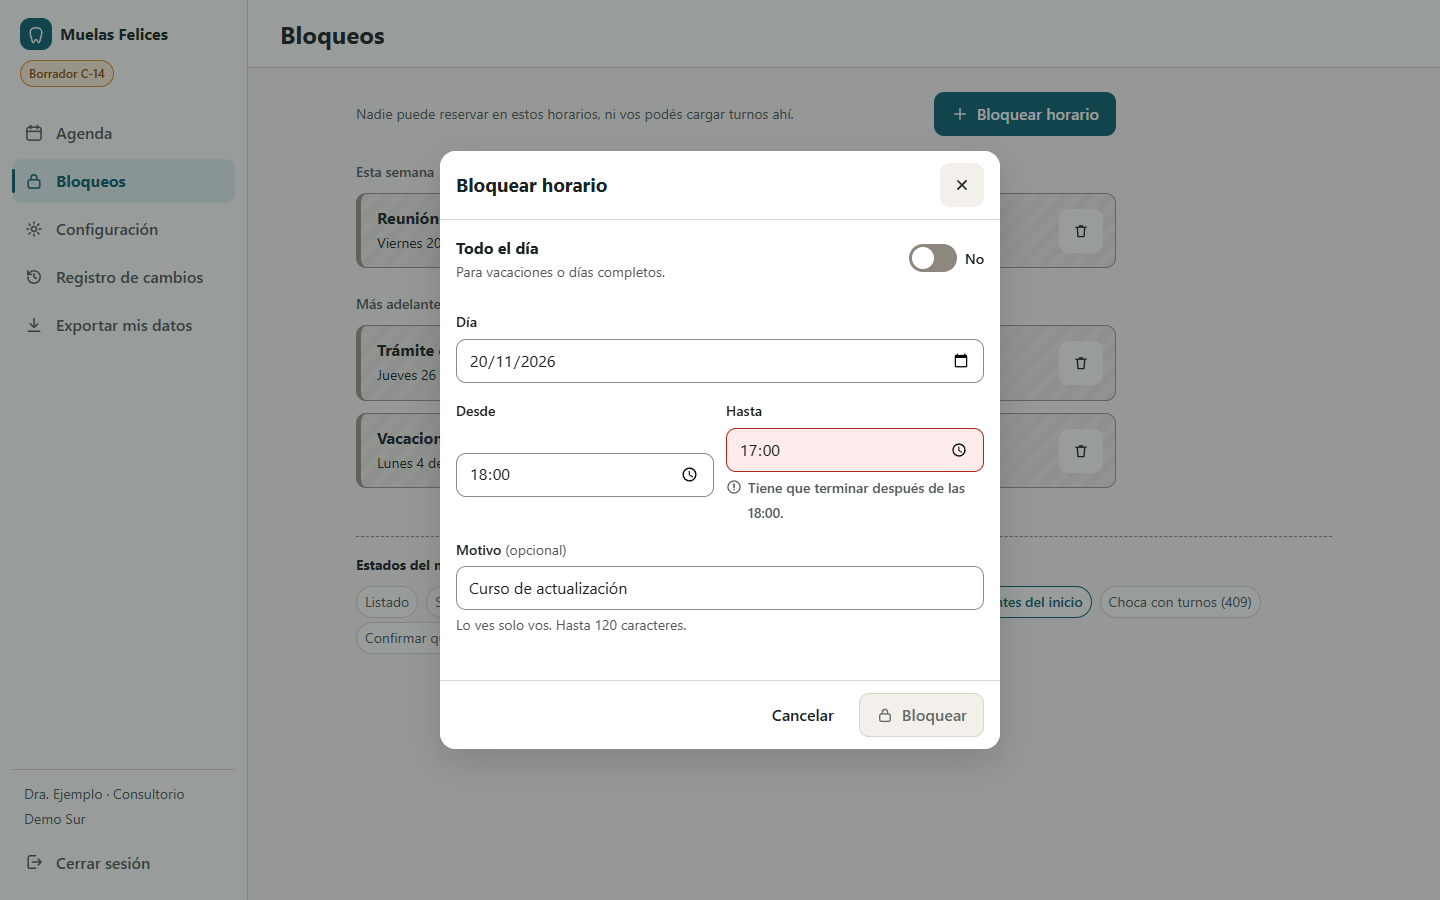 Muelas Felices
Borrador C-14
Agenda
Bloqueos
Configuración
Registro de cambios
Exportar mis datos
Dra. Ejemplo · Consultorio
Demo Sur
Cerrar sesión
Bloqueos
Nadie puede reservar en estos horarios, ni vos podés cargar turnos ahí.
Bloquear horario
Esta semana
Reunión
Viernes 20
Más adelante
Trámite
Jueves 26
Lunes 4
Estados del
Listado
del inicio
Choca con turnos (409)
Confirmar
Bloquear horario
Todo el día
Para vacaciones o días completos.
No
Día
20/11/2026
Desde
Hasta
18:00
17:00
Tiene que terminar después de las
18:00.
Motivo (opcional)
Curso de actualización
Lo ves solo vos. Hasta 120 caracteres.
Cancelar
Bloquear